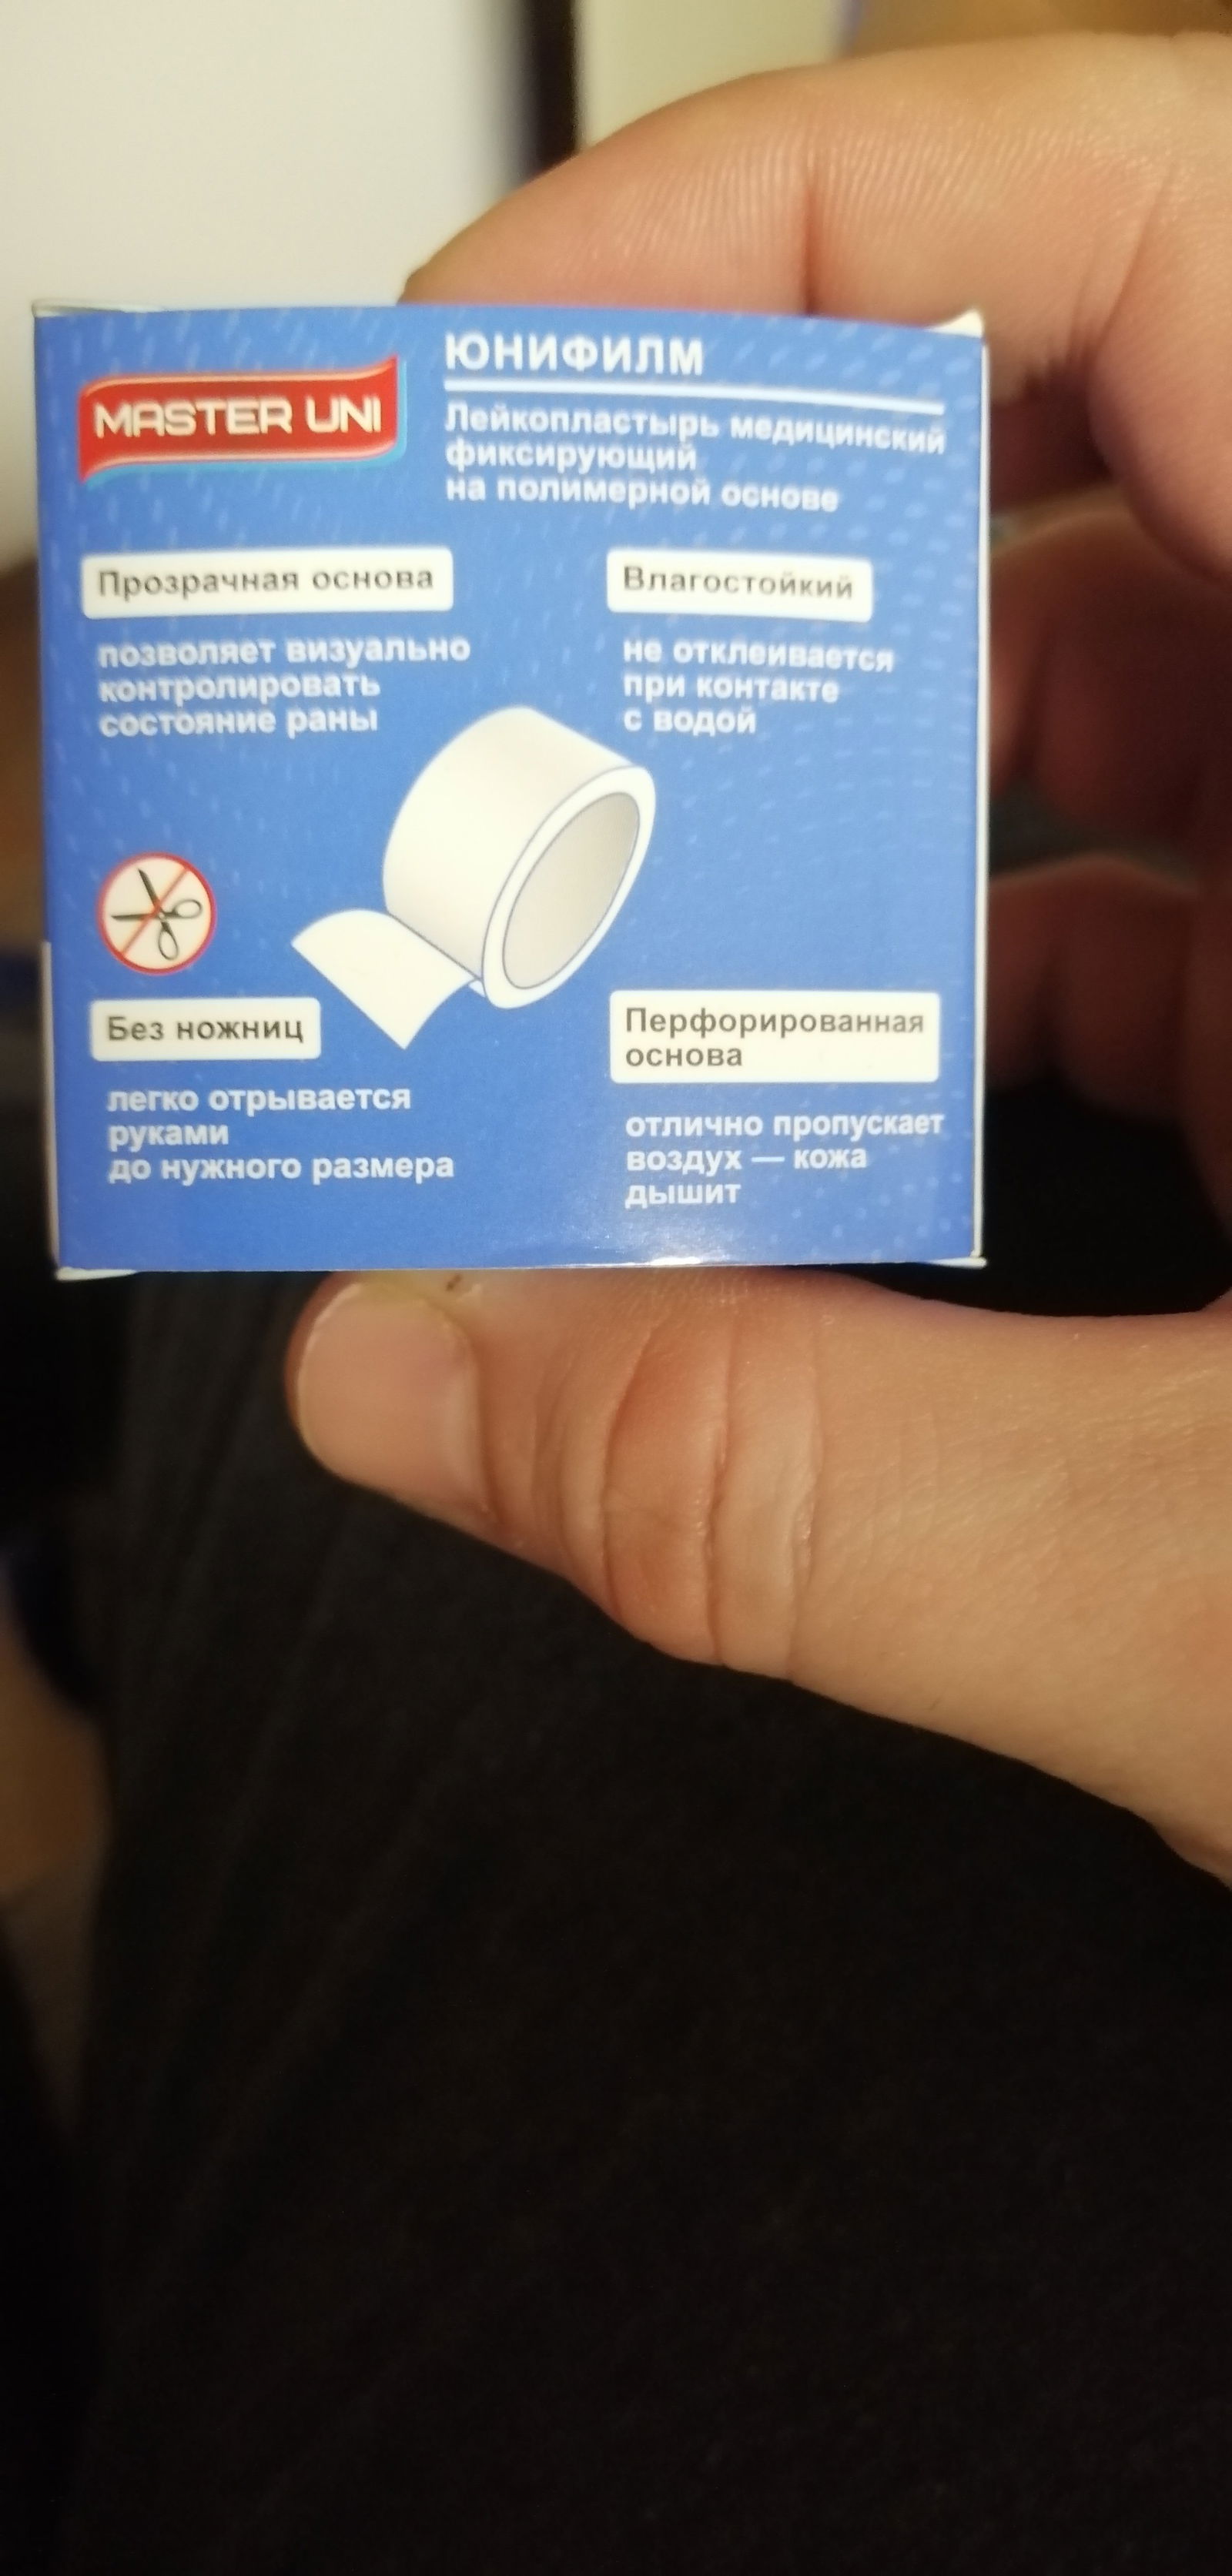 MASTER UNI
ЮНИФИЛМ
Лейкопластырь медицинский
фиксирующий
на полимерной основе
Прозрачная основа
позволяет визуально
контролировать
состояние раны
Влагостойкий
не отклеивается
при контакте
с водой
Без ножниц
легко отрывается
руками
до нужного размера
Перфорированная
основа
отлично пропускает
воздух — кожа
дышит